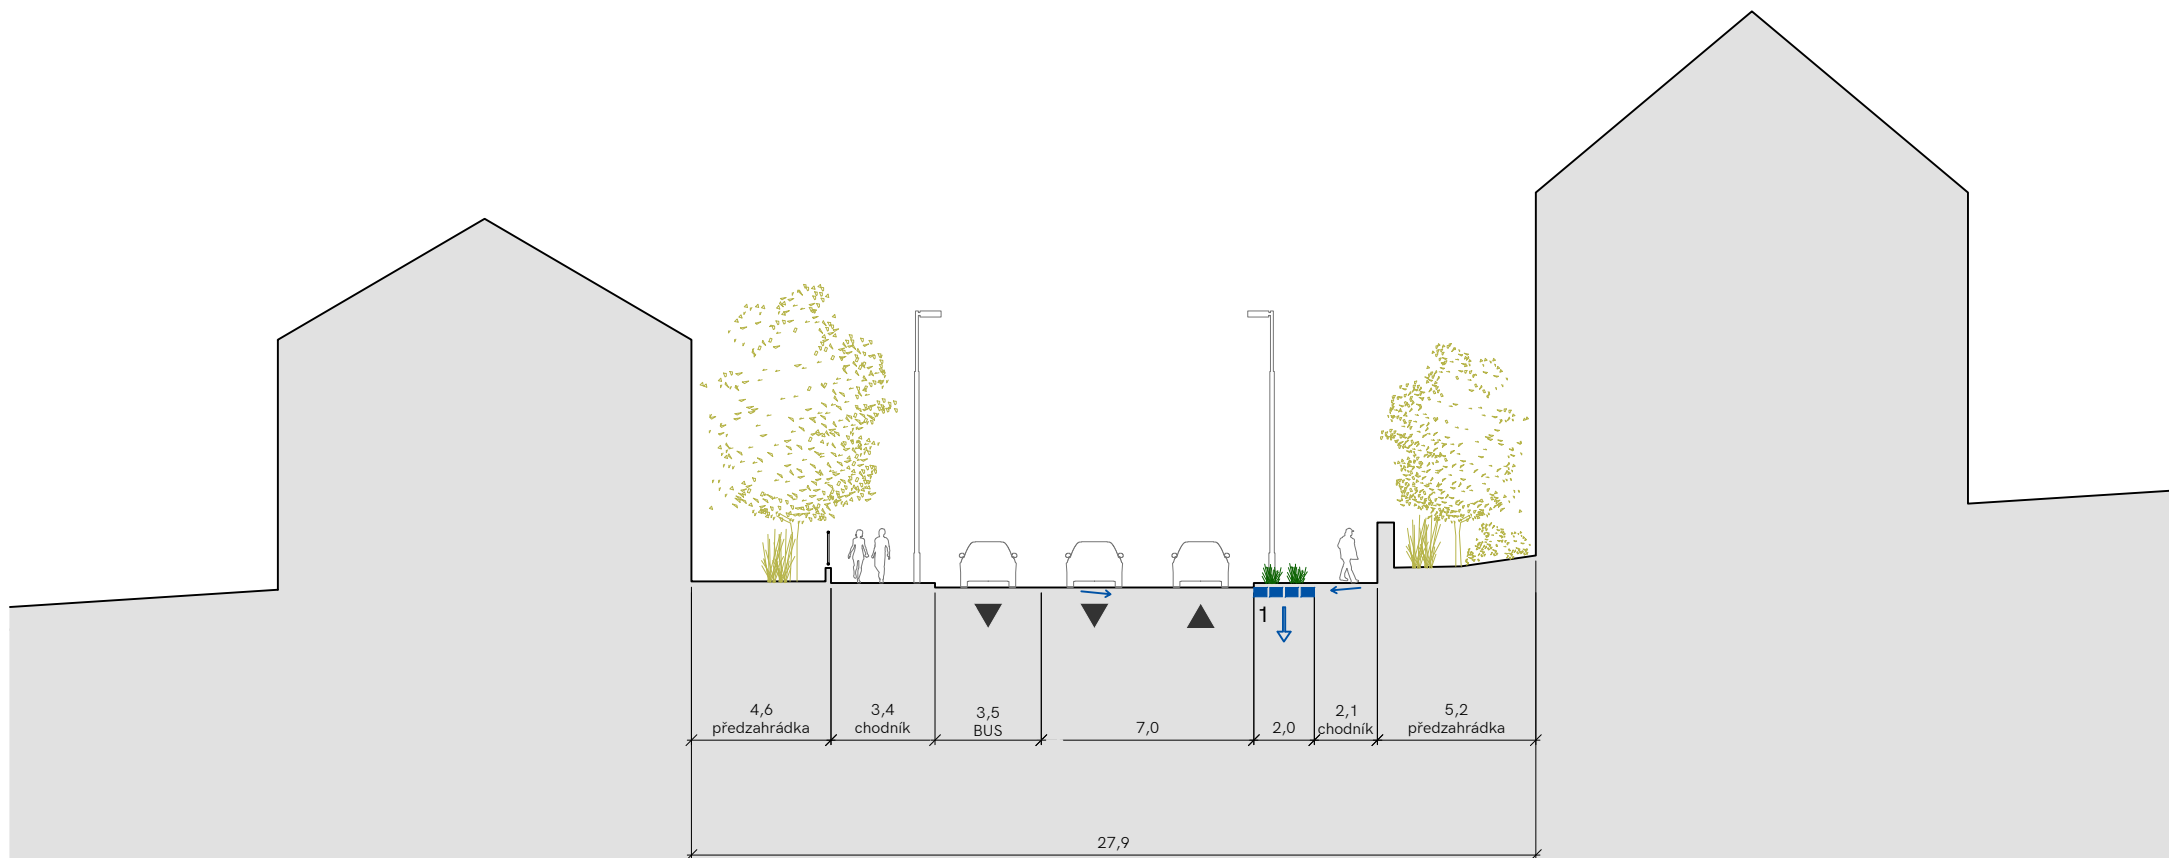 1
4,6
předzahrádka
3,4
chodník
3,5
BUS
7,0
2,0
2,1
chodník
5,2
předzahrádka
27,9